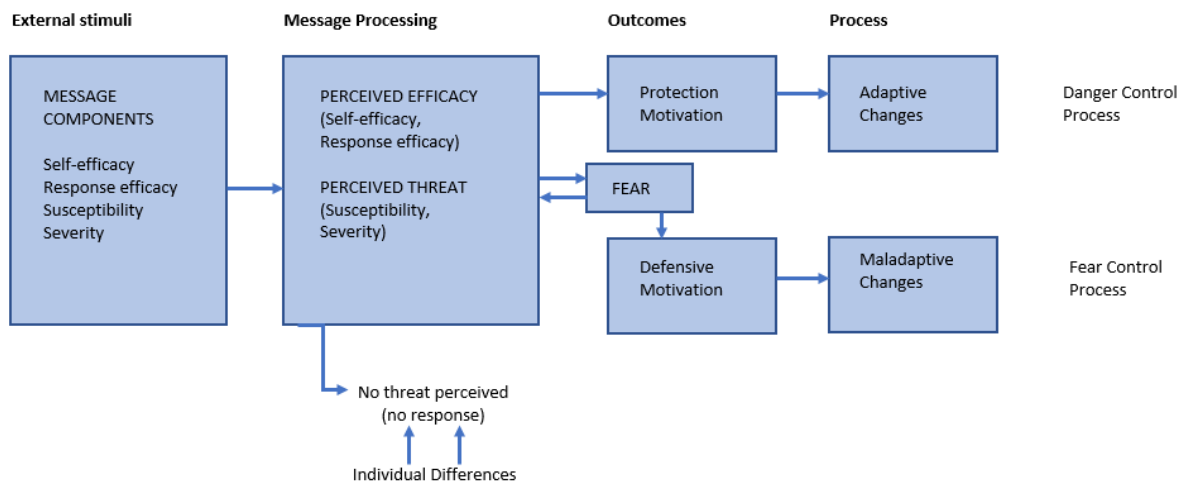 External stimuli
Message Processing
Outcomes
Process
MESSAGE
COMPONENTS
Self-efficacy
Response efficacy
Susceptibility
Severity
PERCEIVED EFFICACY
(Self-efficacy,
Response efficacy)
PERCEIVED THREAT
(Susceptibility,
Severity)
Protection
Motivation
Adaptive
Changes
Danger Control
Process
FEAR
Defensive
Motivation
Maladaptive
Changes
Fear Control
Process
No threat perceived
(no response)
Individual Differences